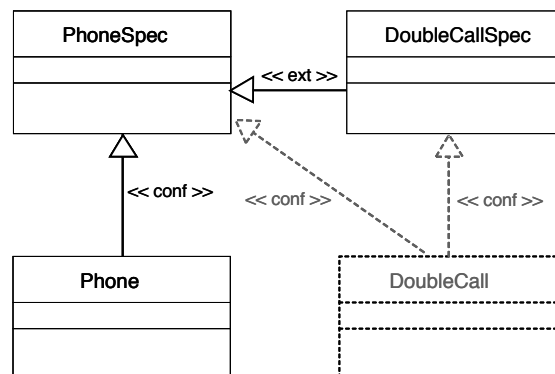 PhoneSpec
DoubleCallSpec
<< ext >>
<< conf >>
<< conf >>
<< conf >>
Phone
DoubleCall